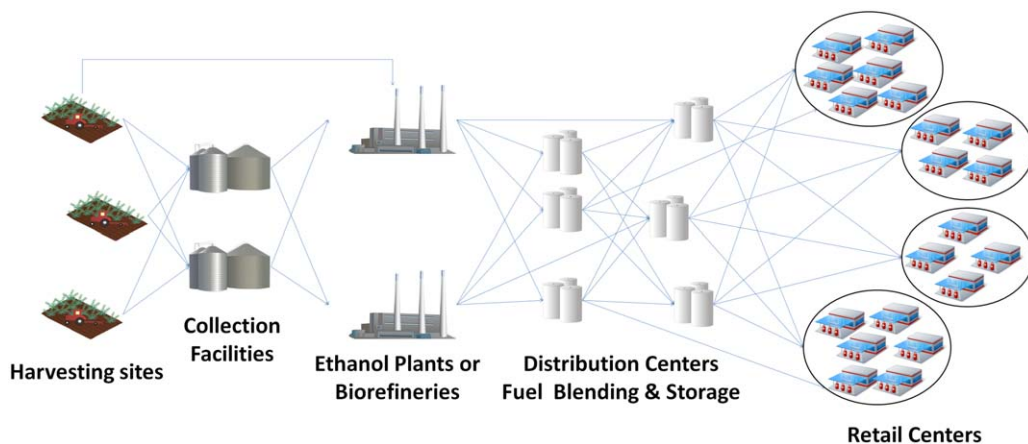 Harvesting sites
Collection
Facilities
Ethanol Plants or
Biorefineries
Distribution Centers
Fuel Blending & Storage
Retail Centers